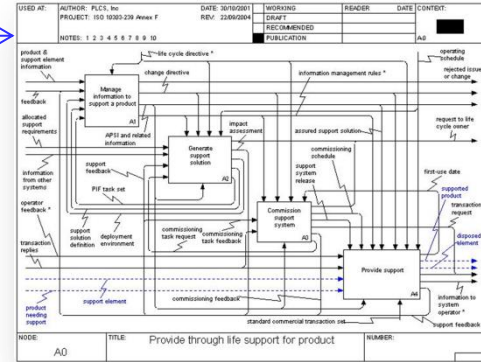 USED AT:
AUTHOR: PLCS, Inc
DATE: 30/10/2001
WORKING
READER
DATE
CONTEXT:
PROJECT: ISO 10303-239 Annex F
REV: 22/09/2004
DRAFT
RECOMMENDED
NOTES: 1 2 3 4 5 6 7 8 9 10
PUBLICATION
A-0
product &
support element
information
life cycle directive *
operating
schedule
change directive
information management rules *
rejected issue
or change
Manage
information to
support a product
A1
feedback
APSI and related
information
impact
assessment
assured support solution
request to life
cycle owner
allocated
support
requirements
Generate
support
solution
A2
commissioning
schedule
support
feedback
support
system
release
information
from other
systems
PIF task set
first-use date
supported
product
operator
feedback *
Commission
support
system
A3
transaction
request
support
solution
definition
deployment
environment
commissioning
task request
commissioning
task feedback
disposed
element
transaction
replies
Provide support
A4
support element
commissioning feedback
product
needing
support
information to
system
operator *
standard commercial transaction set
support feedback
NODE:
TITLE:
NUMBER:
A0
Provide through life support for product